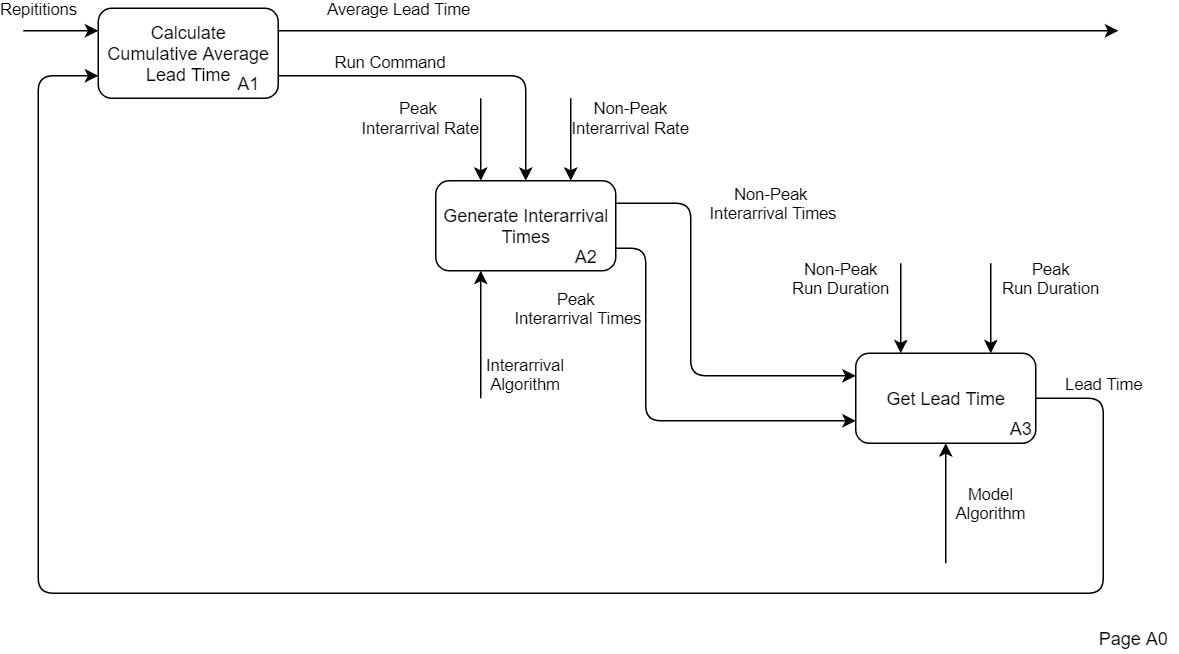 Repititions
Average Lead Time
Calculate
Cumulative Average
Lead Time
A1
Run Command
Peak
Interarrival Rate
Non-Peak
Interarrival Rate
Generate Interarrival
Times
A2
Non-Peak
Interarrival Times
Peak
Interarrival Times
Interarrival
Algorithm
Non-Peak
Run Duration
Peak
Run Duration
Get Lead Time
A3
Lead Time
Model
Algorithm
Page A0